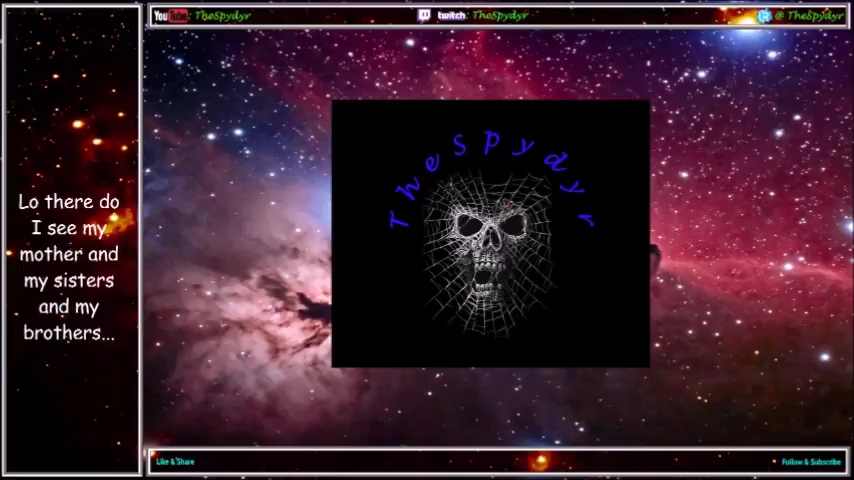 YouTube: TheSpydyr
twitch: TheSpydyr
@ TheSpydyr
TheSpydyr
Lo there do
I see my
mother and
my sisters
and my
brothers...
Like & Share
Follow & Subscribe